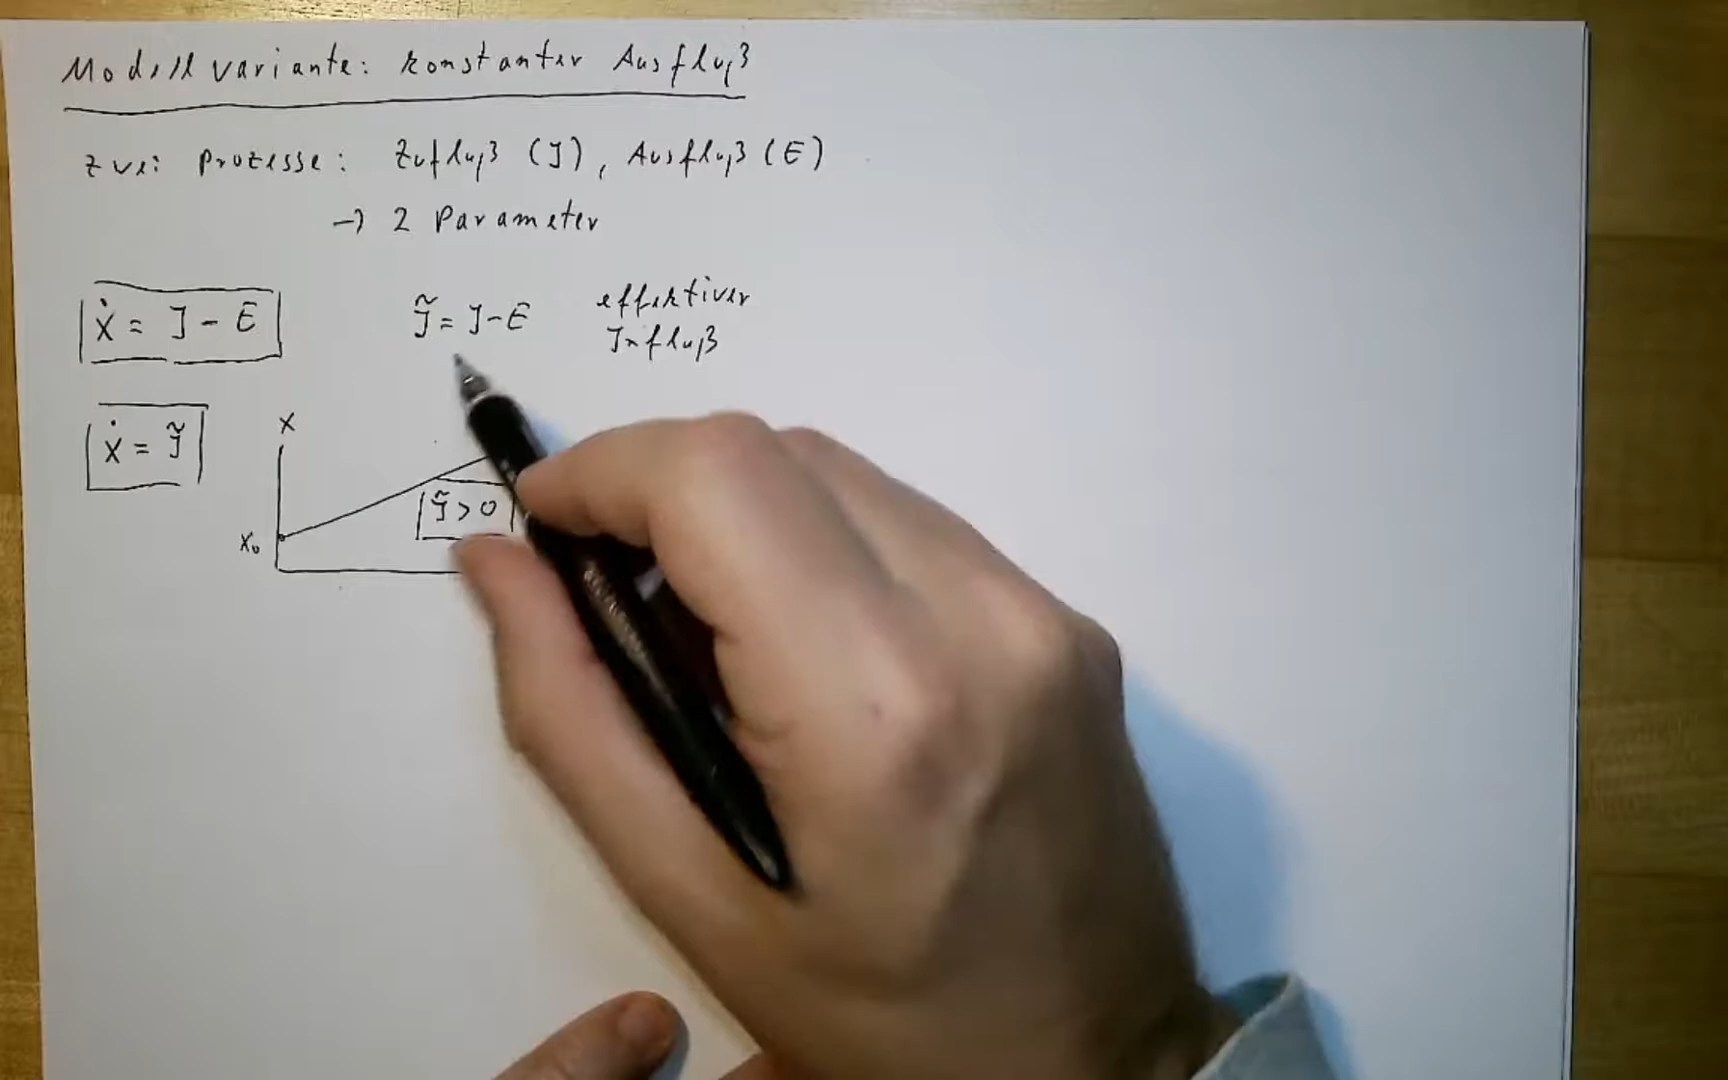 Modellvariante: konstanter Ausfluß
zwei Prozesse: Zufluß (J), Ausfluß (E)
→ 2 Parameter
ẋ = J - E
J̃ = J - E
effektiver
Influß
ẋ = J̃
x
J̃ > 0
x₀